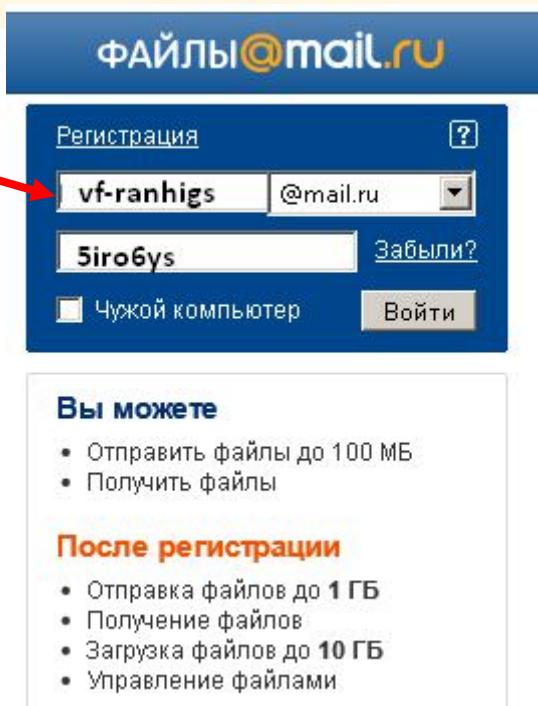 ФАЙЛЫ@mail.ru
Регистрация ?
vf-ranhigs @mail.ru
5iro6ys Забыли?
Чужой компьютер Войти
Вы можете
• Отправить файлы до 100 МБ
• Получить файлы
После регистрации
• Отправка файлов до 1 ГБ
• Получение файлов
• Загрузка файлов до 10 ГБ
• Управление файлами